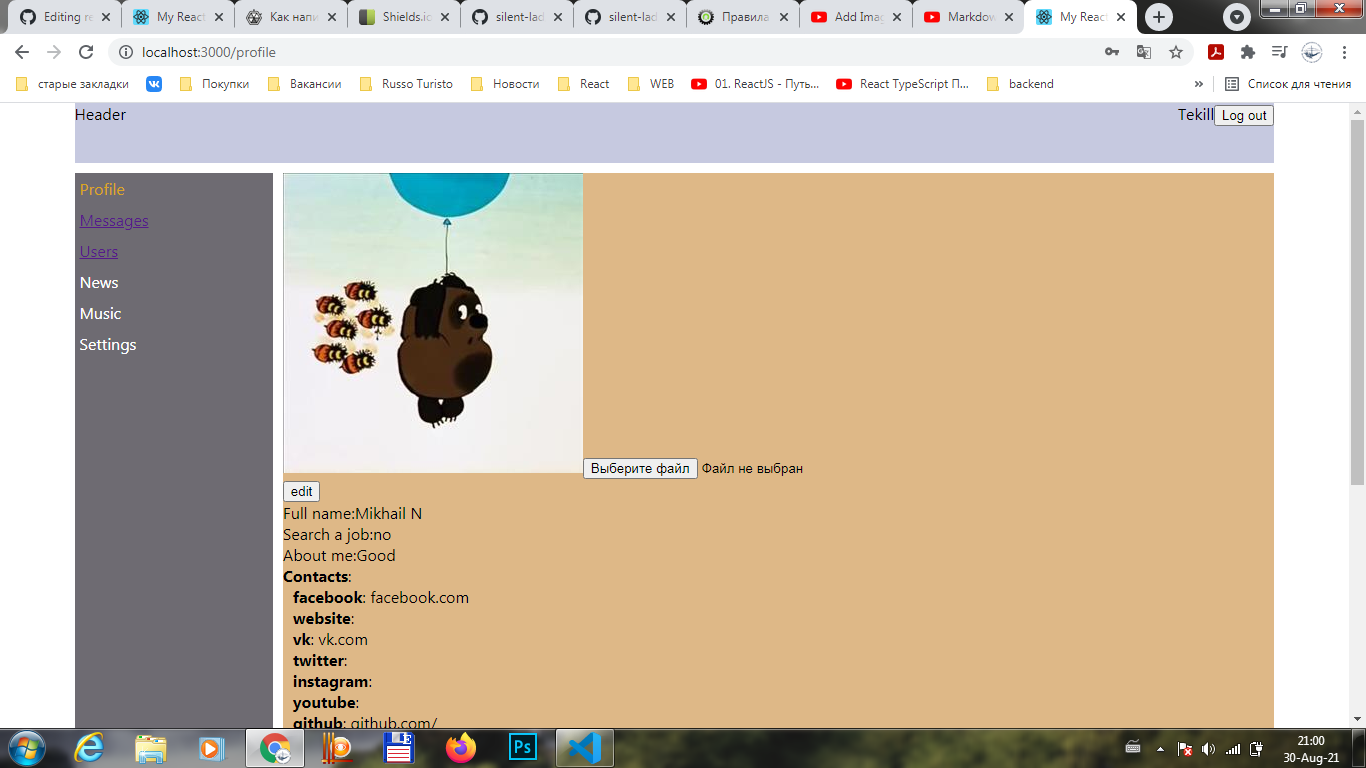 Editing re
My React
Как напи
Shields.io
silent-lad
silent-lad
Правила
Add Imag
Markdow
My React
localhost:3000/profile
старые закладки
Покупки
Вакансии
Russo Turisto
Новости
React
WEB
01. ReactJS - Путь...
React TypeScript П...
backend
»
Список для чтения
Header
Tekill
Log out
Profile
Messages
Users
News
Music
Settings
Выберите файл Файл не выбран
edit
Full name:Mikhail N
Search a job:no
About me:Good
Contacts:
facebook: facebook.com
website:
vk: vk.com
twitter:
instagram:
youtube:
github: github.com/
Ps
21:00
30-Aug-21